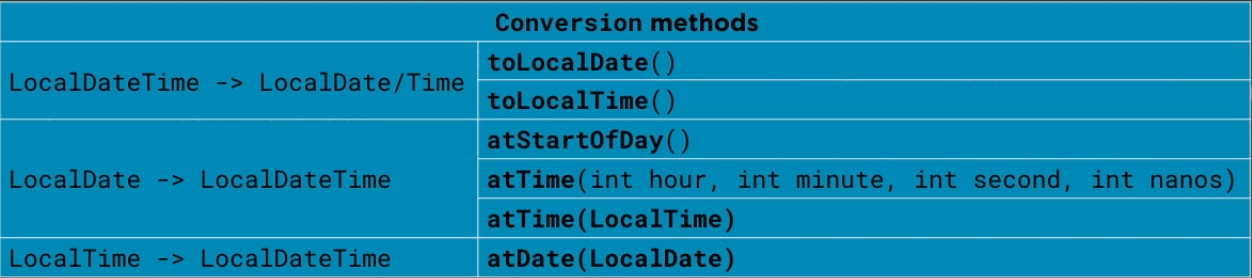 Conversion methods
LocalDateTime -> LocalDate/Time
toLocalDate()
toLocalTime()
LocalDate -> LocalDateTime
atStartOfDay()
atTime(int hour, int minute, int second, int nanos)
atTime(LocalTime)
LocalTime -> LocalDateTime
atDate(LocalDate)